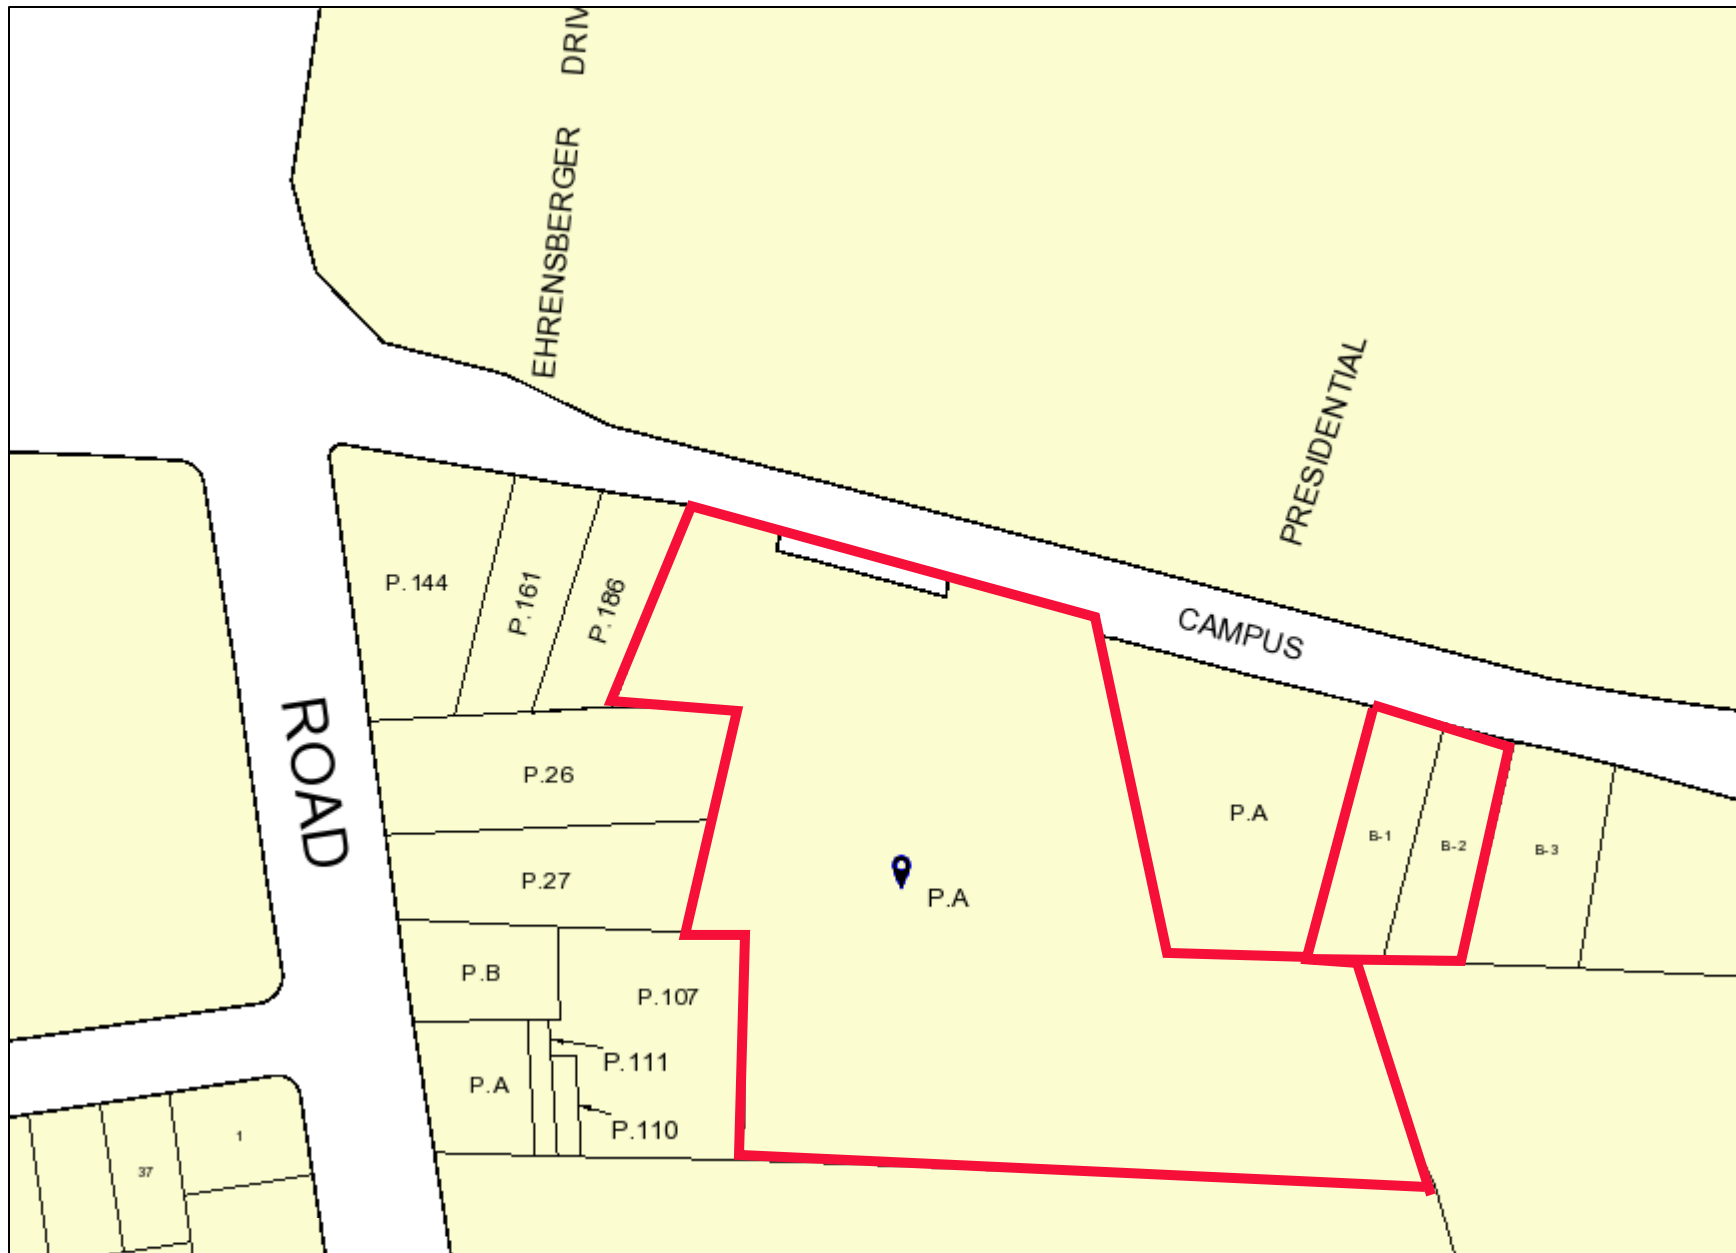 EHRENSBERGER DRIV
PRESIDENTIAL
CAMPUS
ROAD
P.144
P.161
P.186
P.26
P.27
P.A
P.A
B-1
B-2
B-3
P.B
P.107
P.111
P.A
P.110
1
37